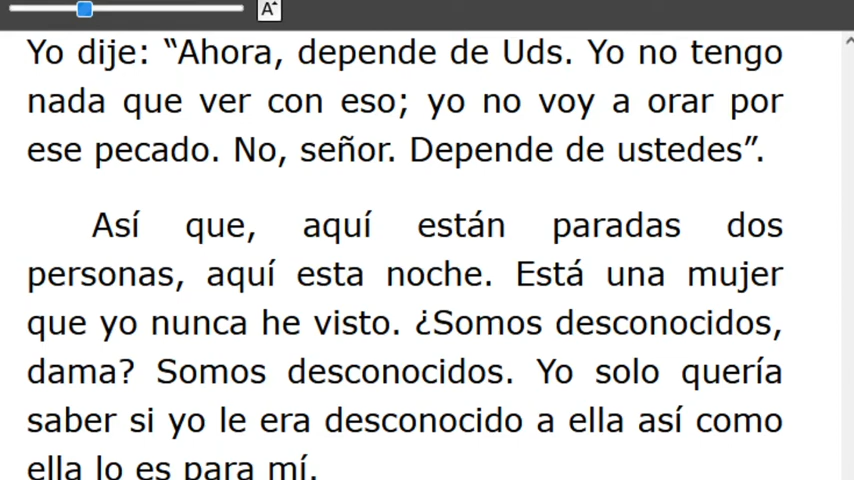 A
Yo dije: “Ahora, depende de Uds. Yo no tengo
nada que ver con eso; yo no voy a orar por
ese pecado. No, señor. Depende de ustedes”.
Así que, aquí están paradas dos
personas, aquí esta noche. Está una mujer
que yo nunca he visto. ¿Somos desconocidos,
dama? Somos desconocidos. Yo solo quería
saber si yo le era desconocido a ella así como
ella lo es para mí.